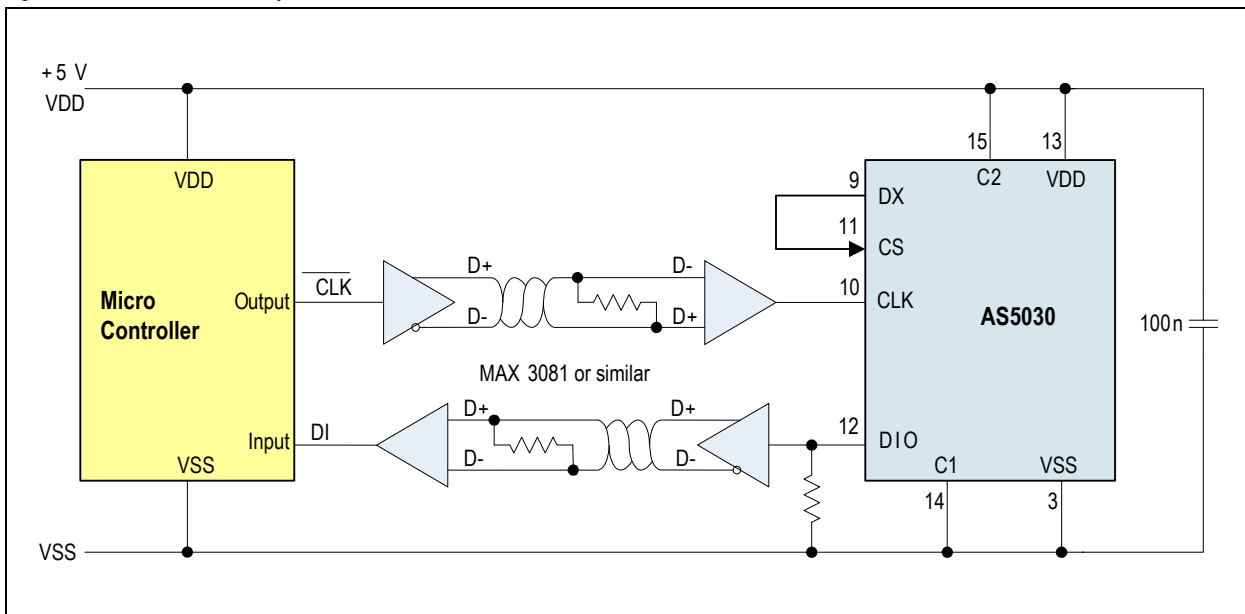 +5 V
VDD
VDD
Micro
Controller
Output
CLK
D+
D-
D-
D+
MAX 3081 or similar
Input
DI
D+
D-
D+
D-
VSS
VSS
15
13
C2
VDD
9
DX
11
CS
10
CLK
AS5030
100n
12
DIO
C1
VSS
14
3